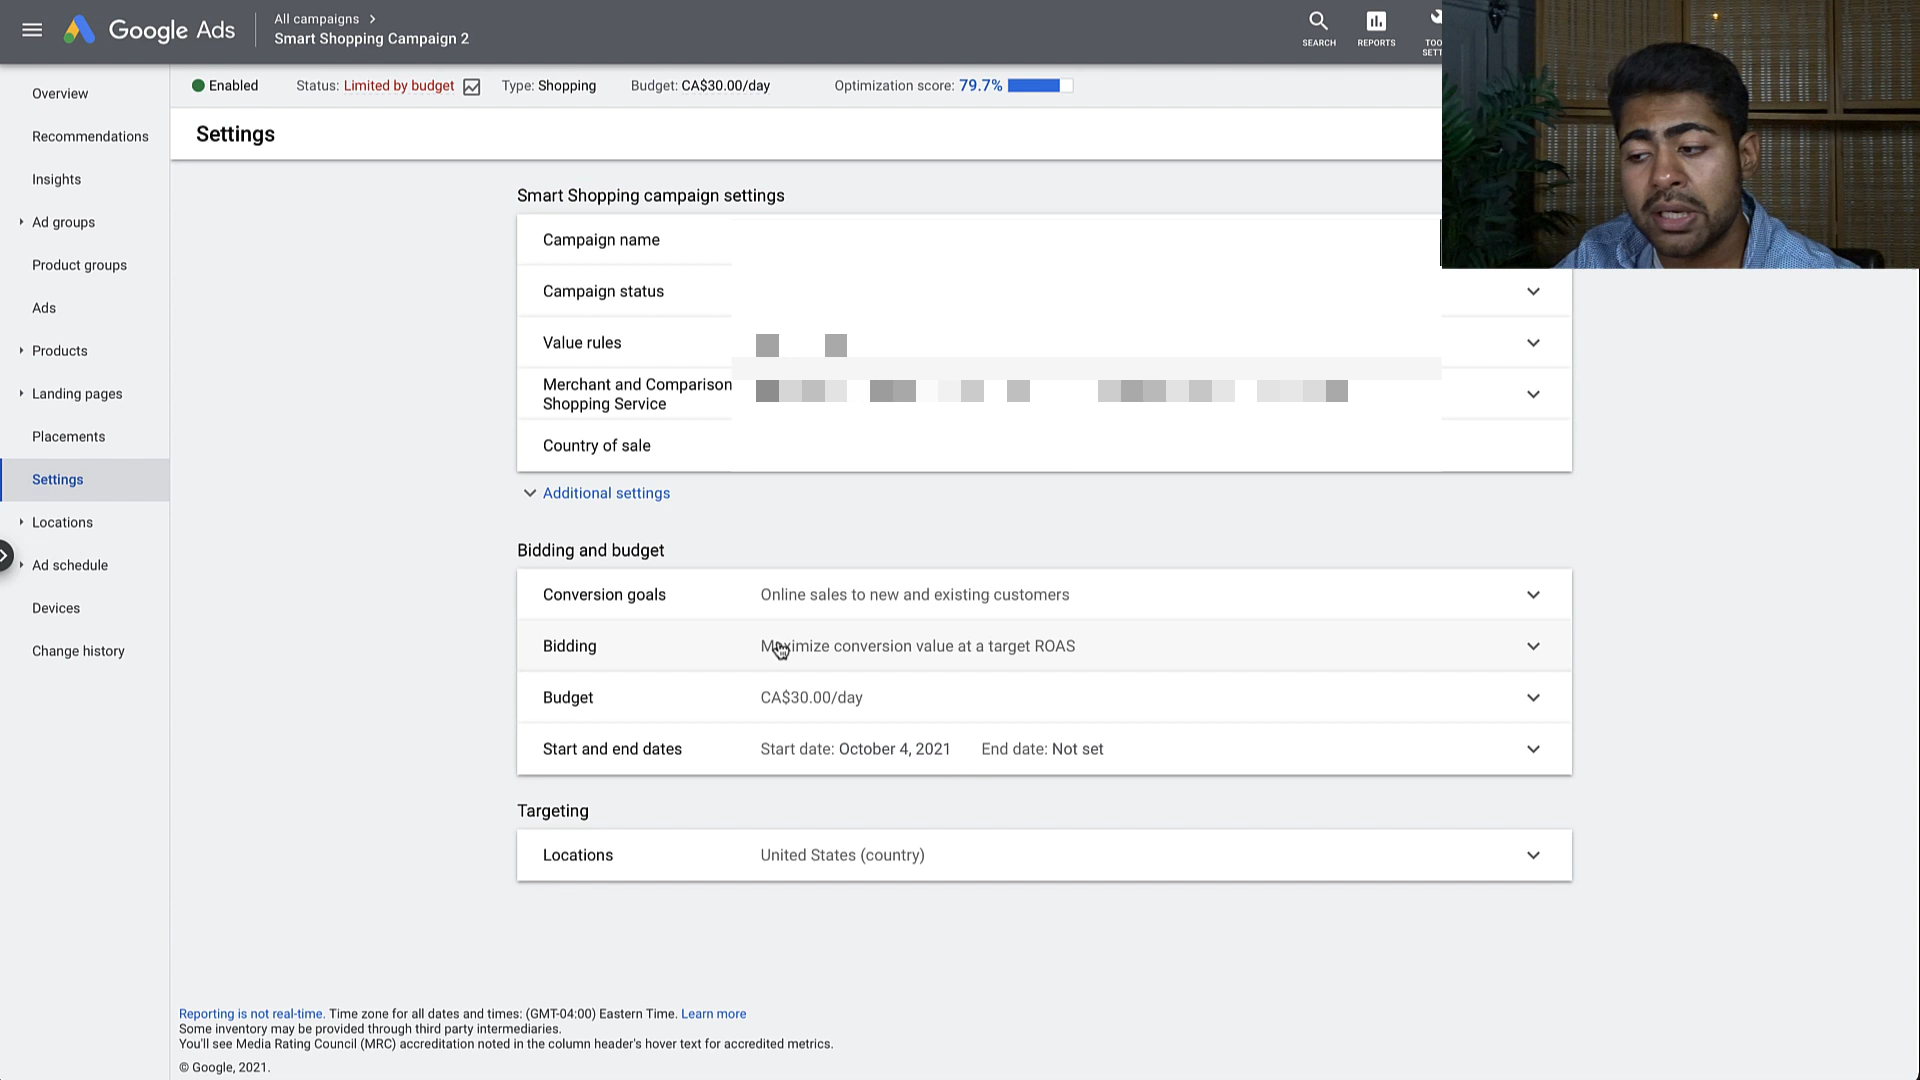 Google Ads
All campaigns
Smart Shopping Campaign 2
SEARCH
REPORTS
Enabled
Status: Limited by budget
Type: Shopping
Budget: CA$30.00/day
Optimization score: 79.7%
Settings
Overview
Recommendations
Insights
Ad groups
Product groups
Ads
Products
Landing pages
Placements
Settings
Locations
Ad schedule
Devices
Change history
Smart Shopping campaign settings
Campaign name
Campaign status
Value rules
Merchant and Comparison
Shopping Service
Country of sale
Additional settings
Bidding and budget
Conversion goals Online sales to new and existing customers
Bidding Maximize conversion value at a target ROAS
Budget CA$30.00/day
Start and end dates Start date: October 4, 2021 End date: Not set
Targeting
Locations United States (country)
Reporting is not real-time. Time zone for all dates and times: (GMT-04:00) Eastern Time. Learn more
Some inventory may be provided through third party intermediaries.
You'll see Media Rating Council (MRC) accreditation noted in the column header's hover text for accredited metrics.
© Google, 2021.